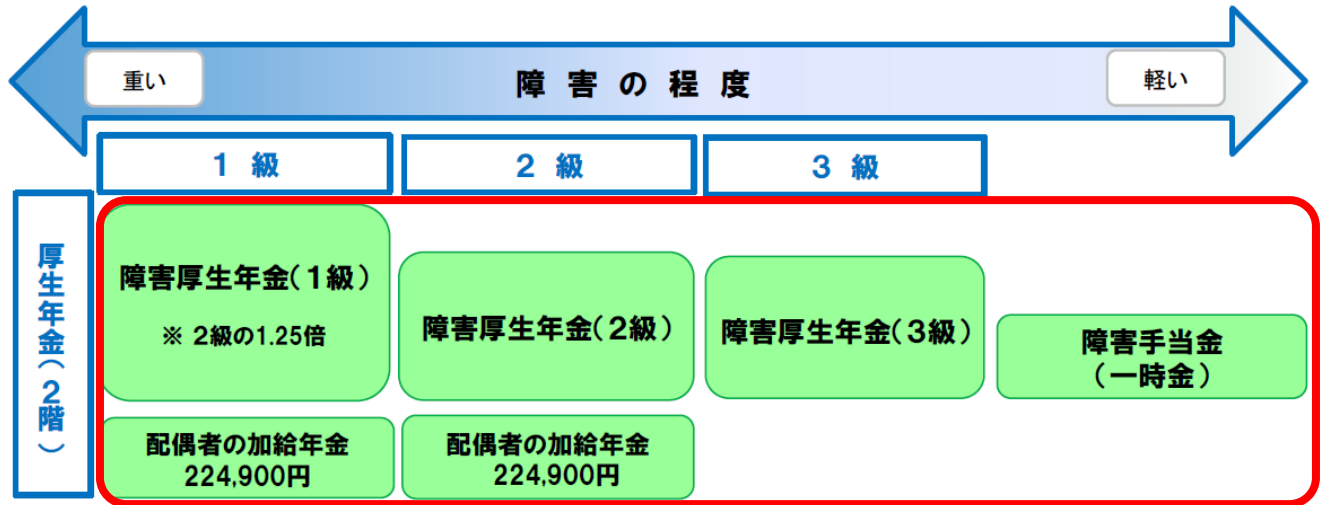 重い
障害の程度
軽い
1級
2級
3級
厚生年金(2階)
障害厚生年金(1級)
※ 2級の1.25倍
障害厚生年金(2級)
障害厚生年金(3級)
障害手当金
(一時金)
配偶者の加給年金
224,900円
配偶者の加給年金
224,900円